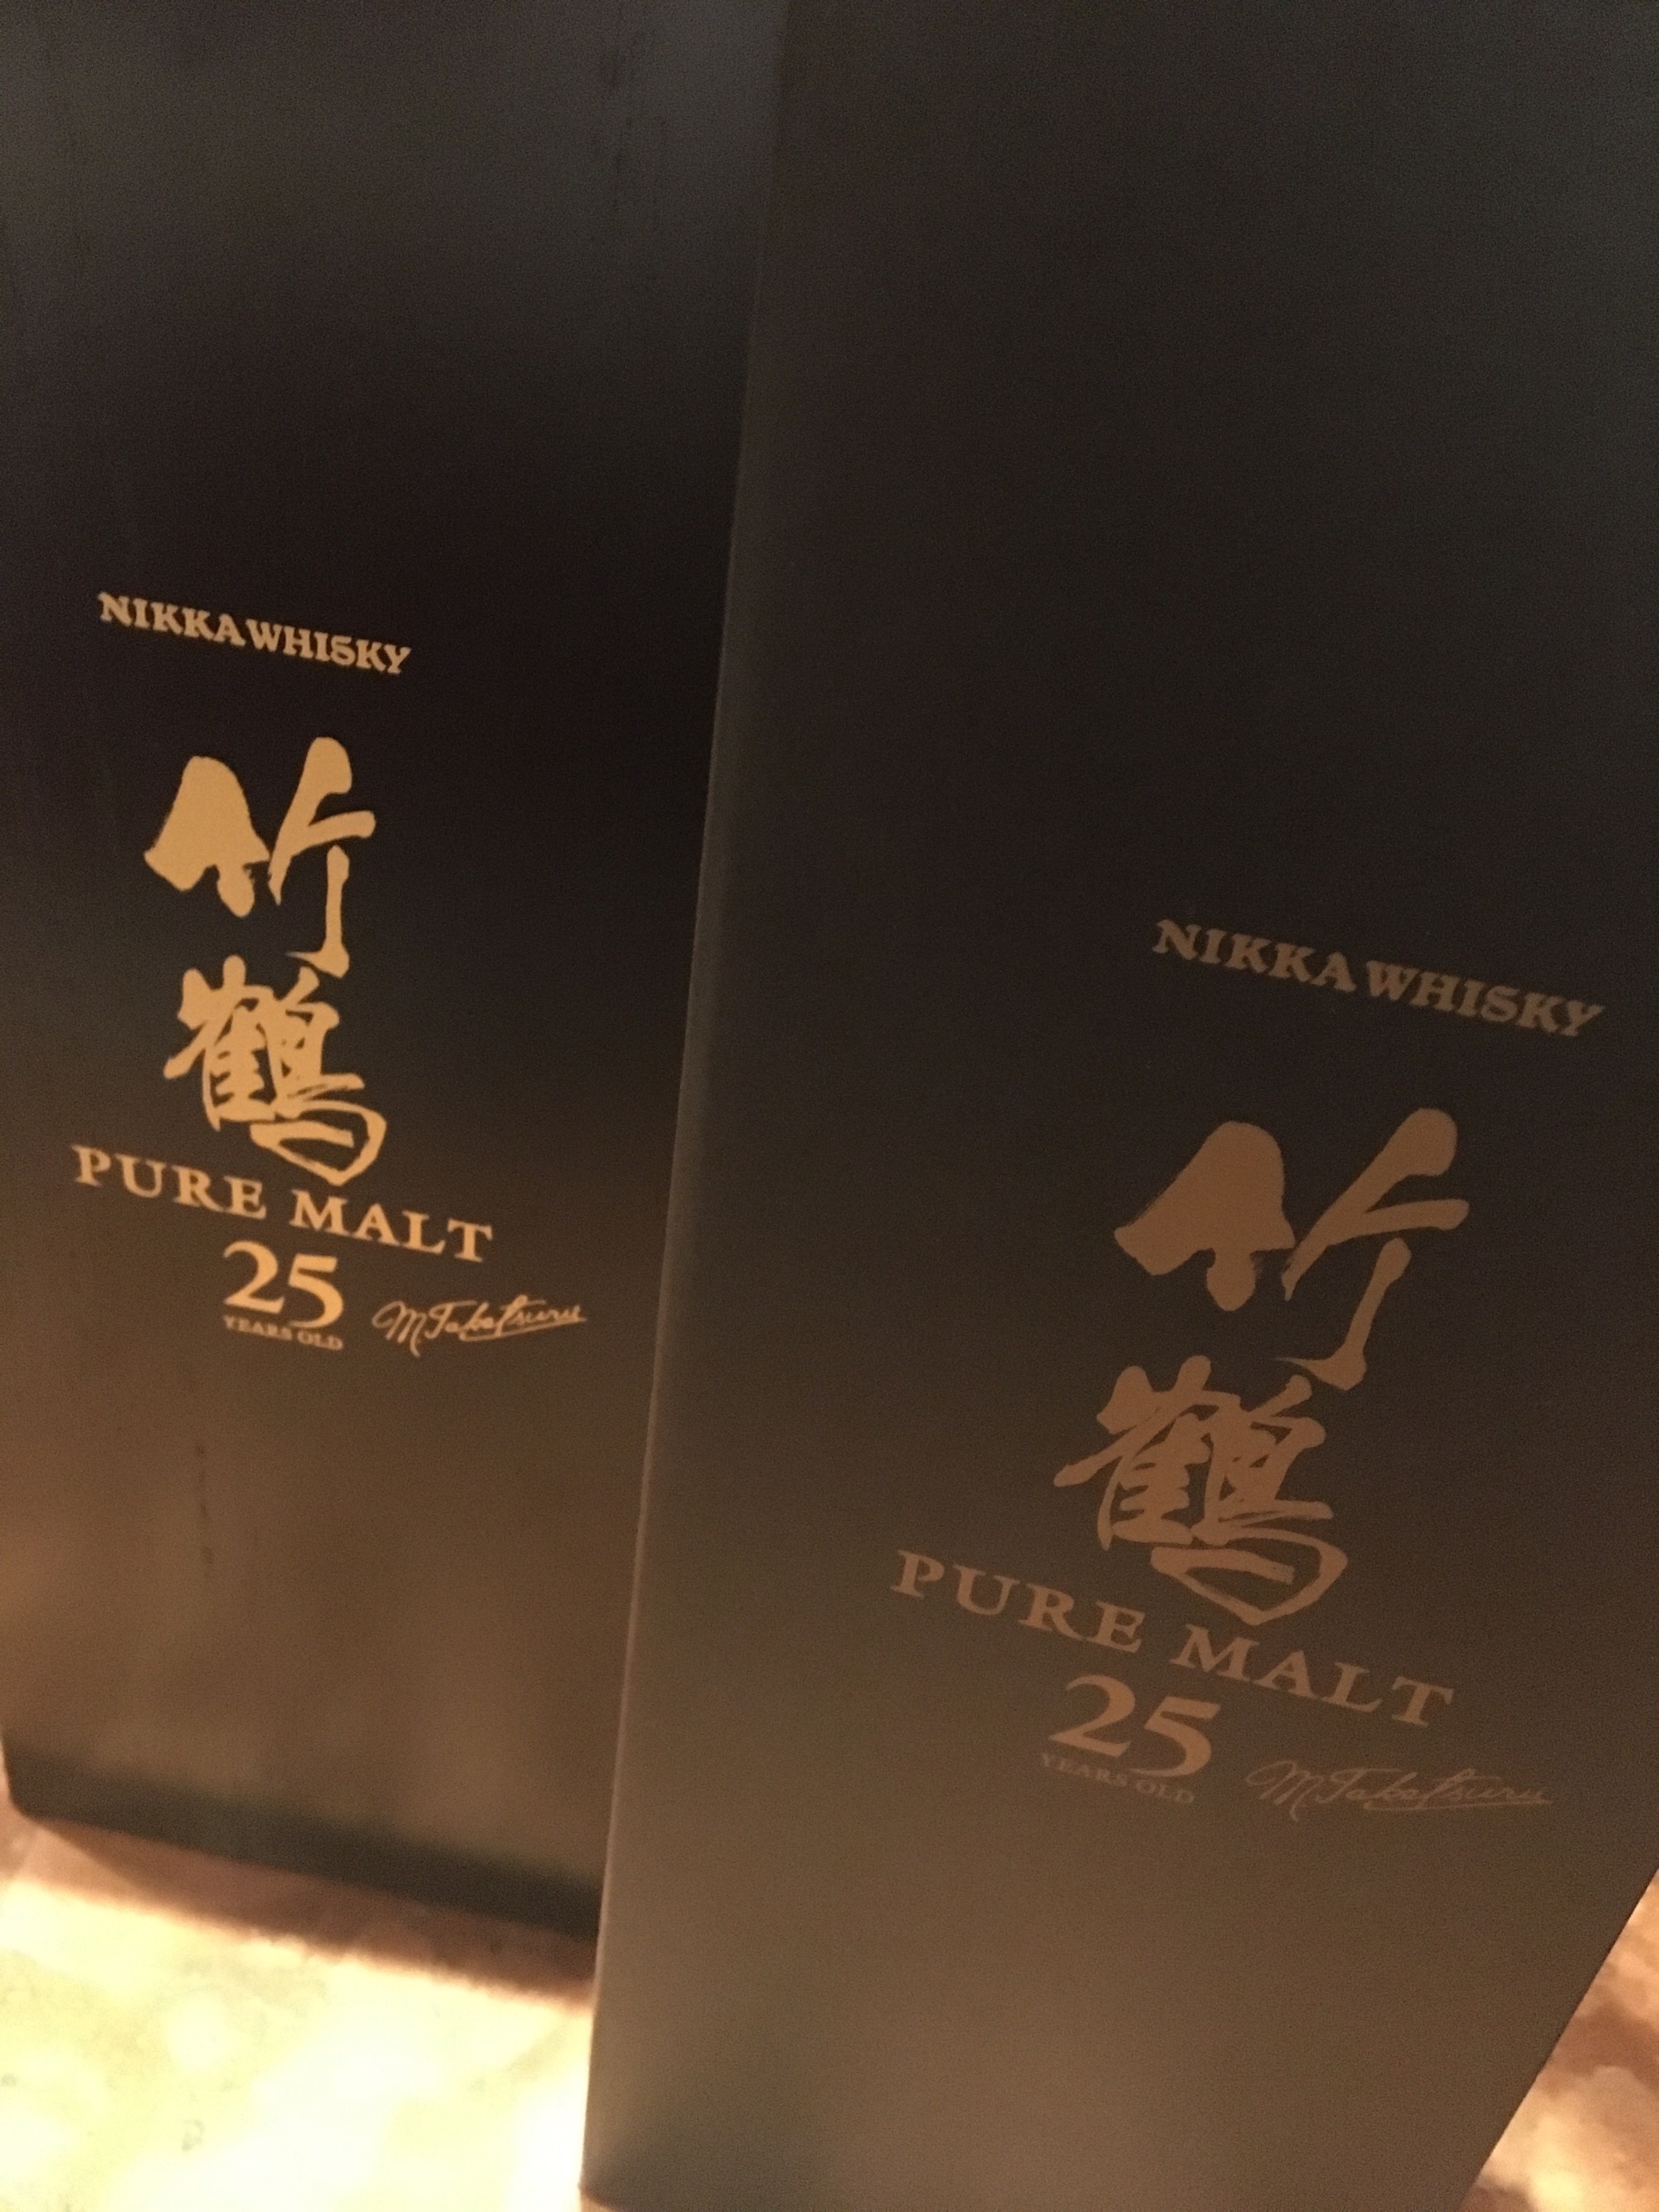 NIKKA WHISKY
竹
鶴
PURE MALT
25
YEARS OLD
M.Taketsuru
NIKKA WHISKY
竹
鶴
PURE MALT
25
YEARS OLD
M.Taketsuru